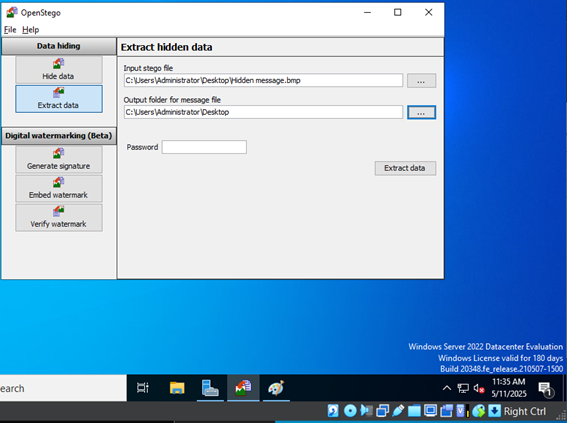 OpenStego
File Help
Data hiding
Hide data
Extract data
Digital watermarking (Beta)
Generate signature
Embed watermark
Verify watermark
Extract hidden data
Input stego file
C:\Users\Administrator\Desktop\Hidden message.bmp
...
Output folder for message file
C:\Users\Administrator\Desktop
...
Password
Extract data
Windows Server 2022 Datacenter Evaluation
Windows License valid for 180 days
Build 20348.fe_release.210507-1500
earch
11:35 AM
5/11/2025
1
Right Ctrl